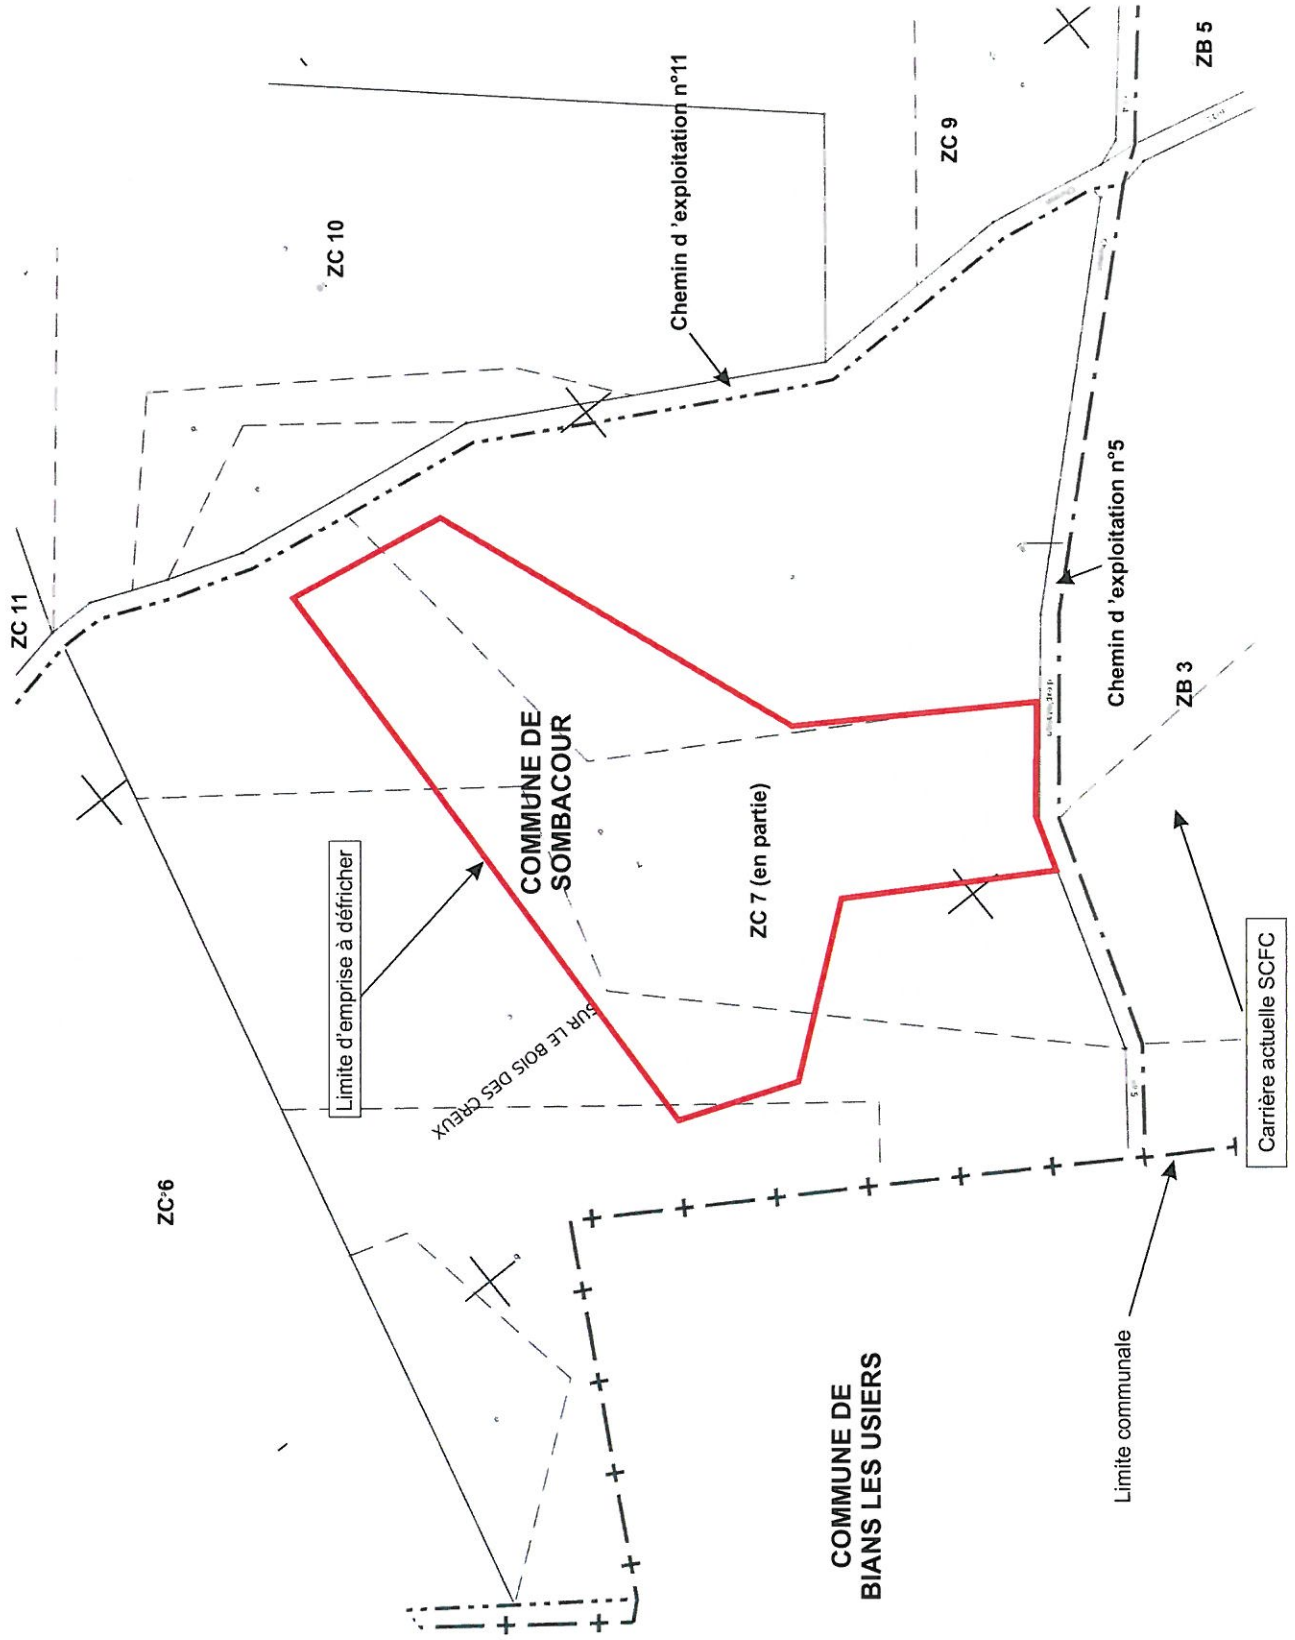 ZC 11
ZC 10
Chemin d 'exploitation n°11
ZC 9
ZB 5
Chemin
Limite d'emprise à défricher
COMMUNE DE
SOMBACOUR
ZC 7 (en partie)
SUR LE BOIS DES CREUX
Chemin d 'exploitation n°5
ZB 3
ZC 6
Carrière actuelle SCFC
Limite communale
COMMUNE DE
BIANS LES USIERS